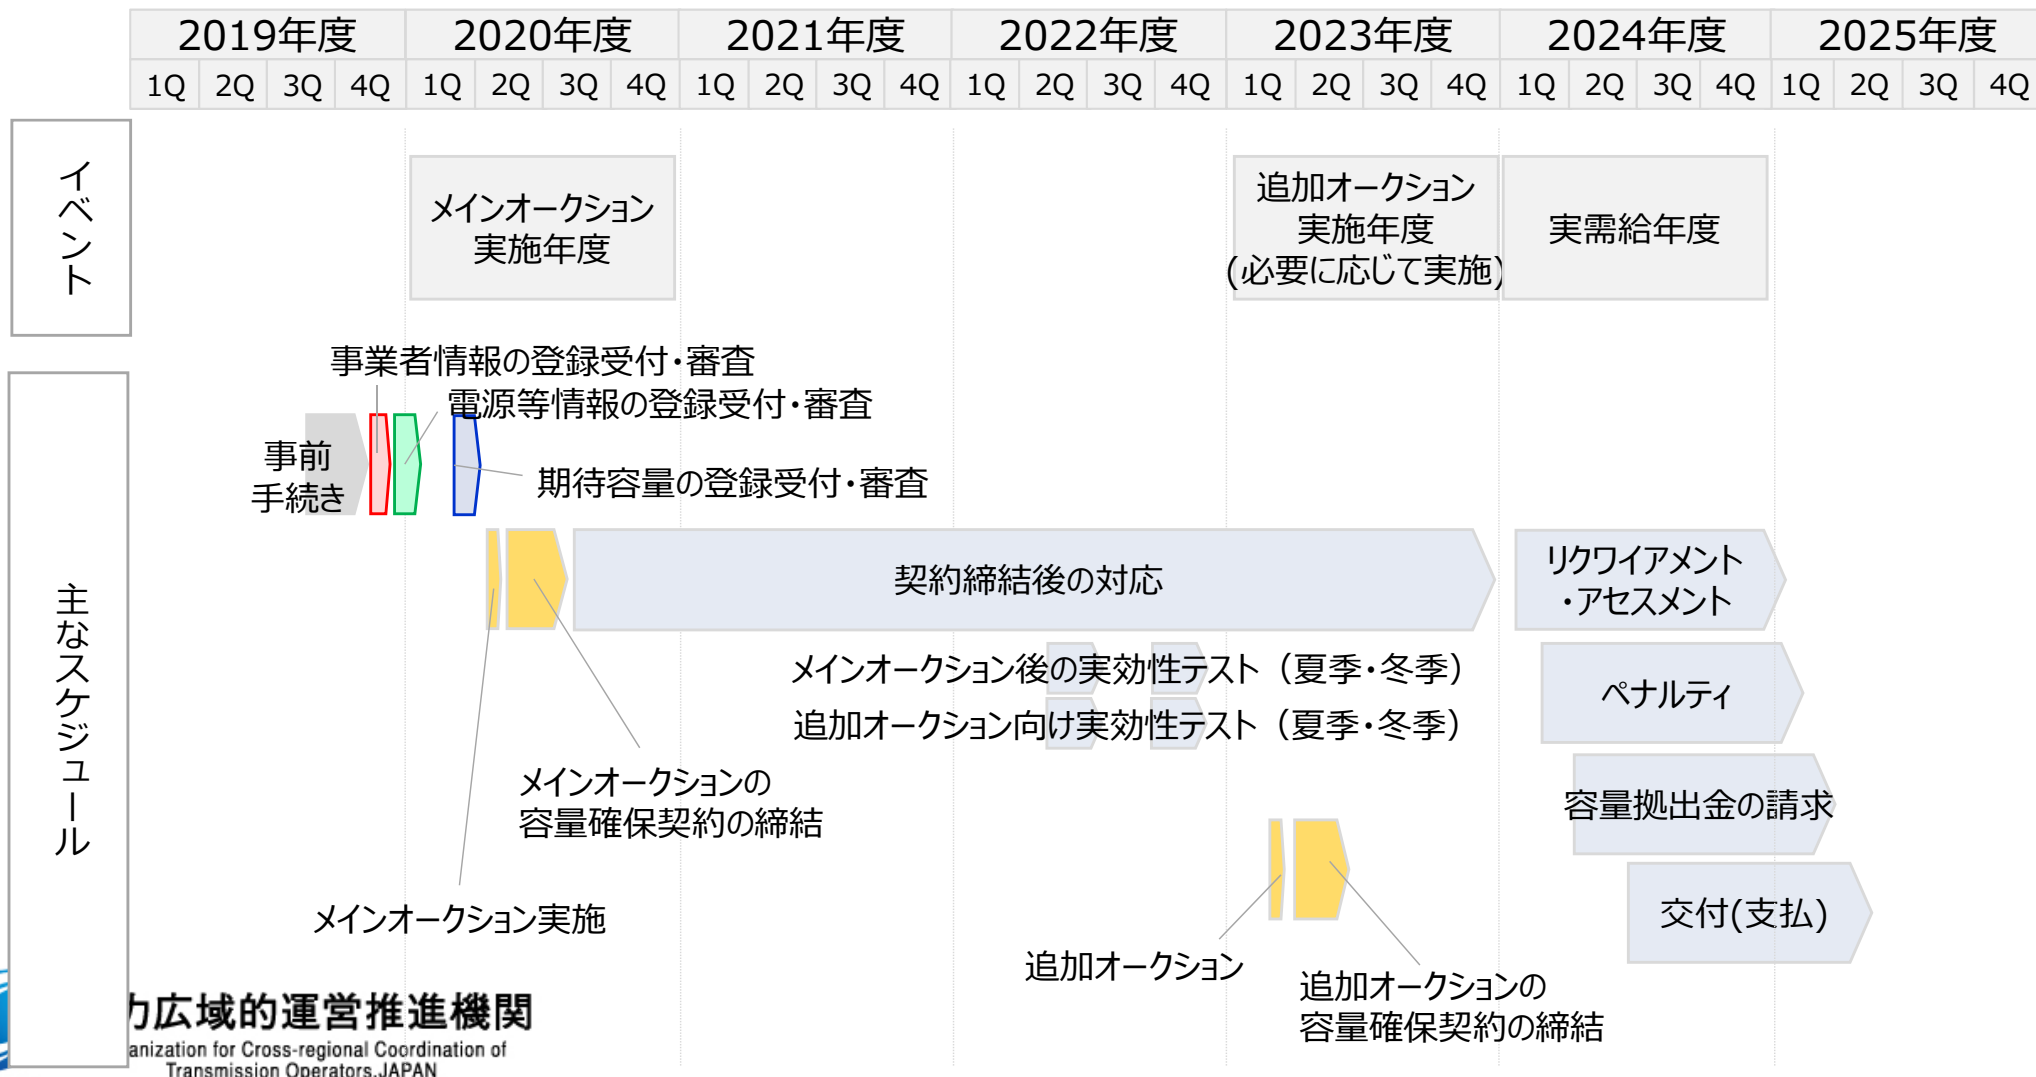 2019年度 2020年度 2021年度 2022年度 2023年度 2024年度 2025年度
1Q 2Q 3Q 4Q 1Q 2Q 3Q 4Q 1Q 2Q 3Q 4Q 1Q 2Q 3Q 4Q 1Q 2Q 3Q 4Q 1Q 2Q 3Q 4Q 1Q 2Q 3Q 4Q
イベント
メインオークション
実施年度
追加オークション
実施年度
(必要に応じて実施)
実需給年度
主なスケジュール
事業者情報の登録受付・審査
電源等情報の登録受付・審査
事前
手続き
期待容量の登録受付・審査
契約締結後の対応
リクワイアメント
・アセスメント
メインオークション後の実効性テスト（夏季・冬季）
追加オークション向け実効性テスト（夏季・冬季）
ペナルティ
メインオークションの
容量確保契約の締結
容量拠出金の請求
メインオークション実施
交付(支払)
追加オークション
追加オークションの
容量確保契約の締結
力広域的運営推進機関
anization for Cross-regional Coordination of
Transmission Operators,JAPAN